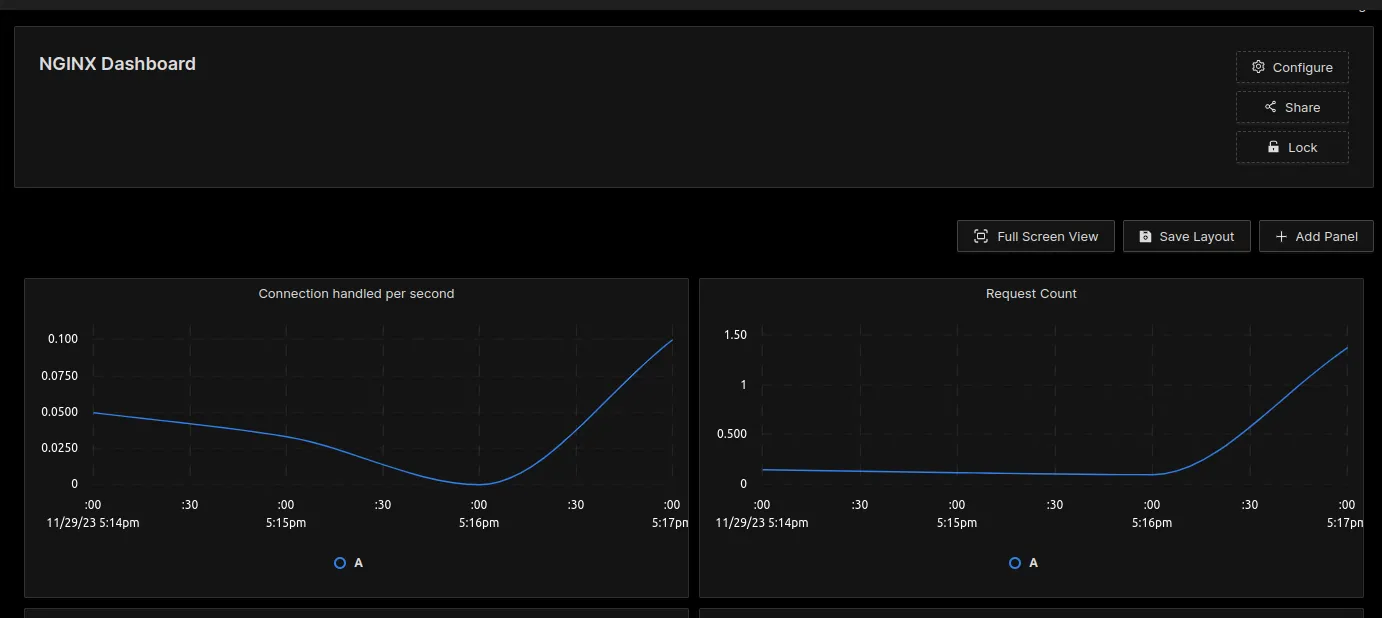 NGINX Dashboard
Configure
Share
Lock
Full Screen View
Save Layout
Add Panel
Connection handled per second
0.100
0.0750
0.0500
0.0250
0
:00 :30 :00 :30 :00 :30 :00
11/29/23 5:14pm 5:15pm 5:16pm 5:17pm
A
Request Count
1.50
1
0.500
0
:00 :30 :00 :30 :00 :30 :00
11/29/23 5:14pm 5:15pm 5:16pm 5:17pm
A